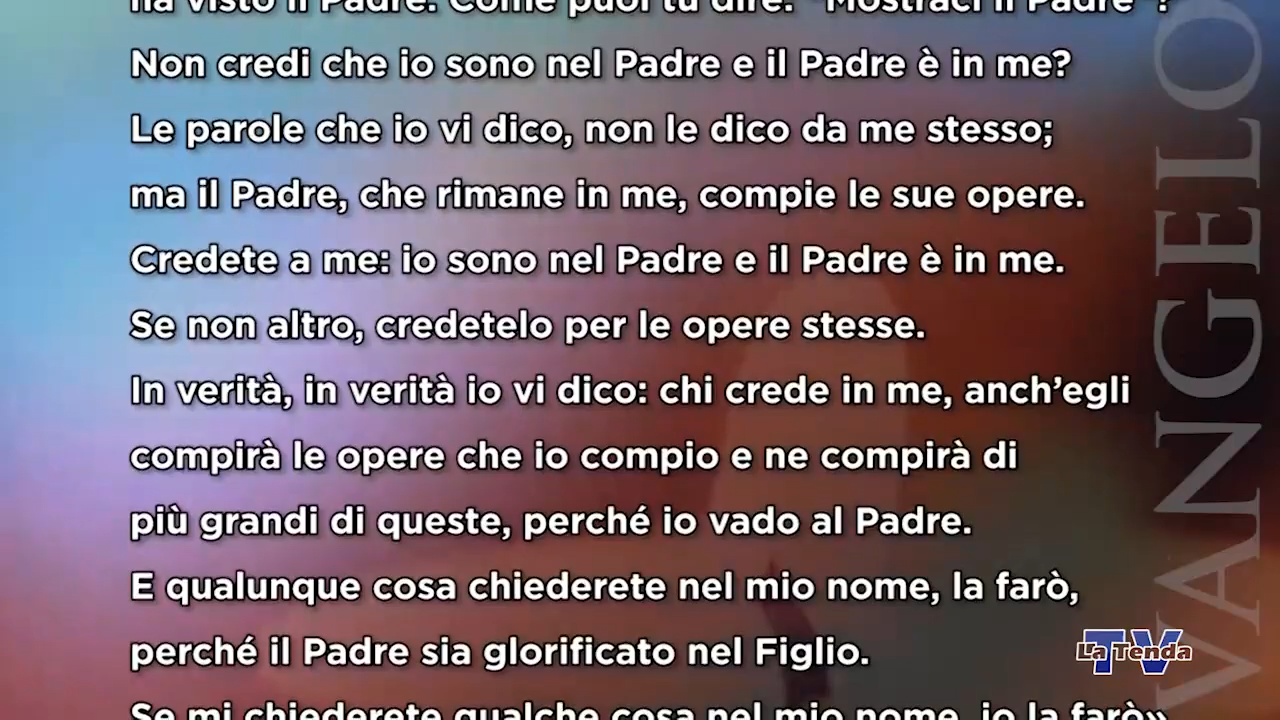 ha visto il Padre. Come puoi tu dire: "Mostraci il Padre"?
Non credi che io sono nel Padre e il Padre è in me?
Le parole che io vi dico, non le dico da me stesso;
ma il Padre, che rimane in me, compie le sue opere.
Credete a me: io sono nel Padre e il Padre è in me.
Se non altro, credetelo per le opere stesse.
In verità, in verità io vi dico: chi crede in me, anch’egli
compirà le opere che io compio e ne compirà di
più grandi di queste, perché io vado al Padre.
E qualunque cosa chiederete nel mio nome, la farò,
perché il Padre sia glorificato nel Figlio.
Se mi chiederete qualche cosa nel mio nome, io la farò»
VANGELO
TV
La Tenda